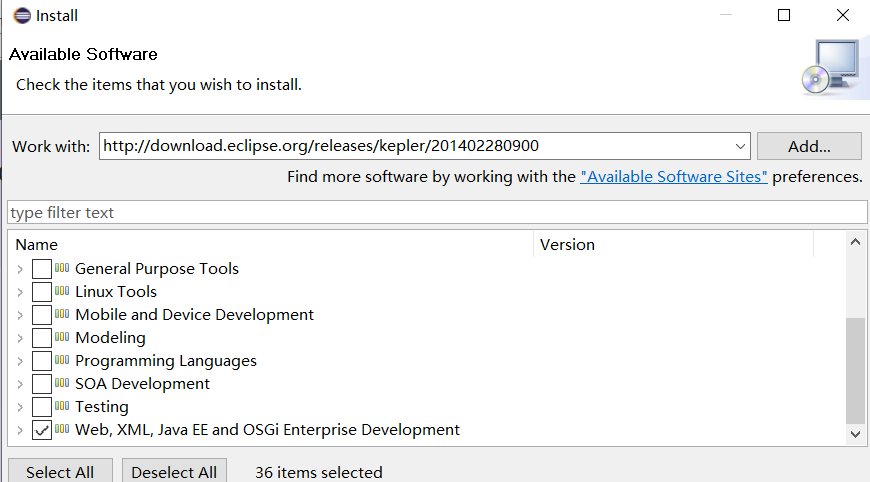 Install
Available Software
Check the items that you wish to install.
Work with: http://download.eclipse.org/releases/kepler/201402280900 Add...
Find more software by working with the "Available Software Sites" preferences.
type filter text
Name Version
General Purpose Tools
Linux Tools
Mobile and Device Development
Modeling
Programming Languages
SOA Development
Testing
Web, XML, Java EE and OSGi Enterprise Development
Select All Deselect All 36 items selected